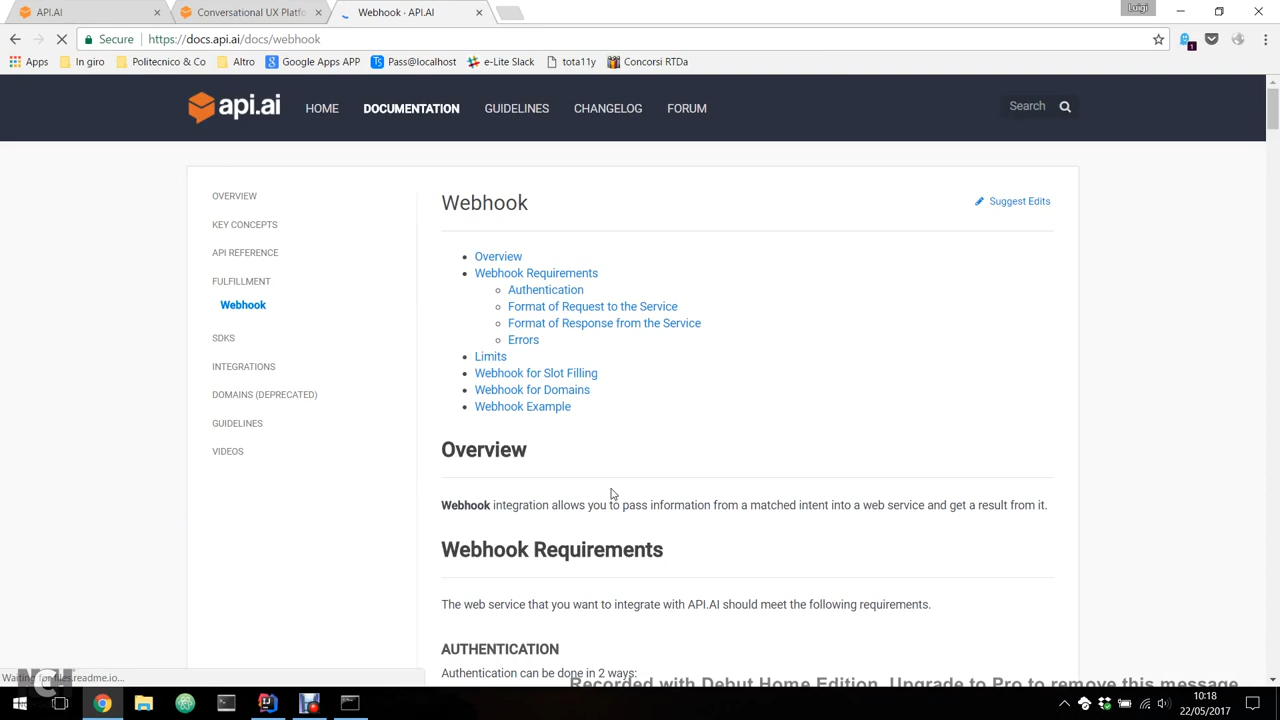 API.AI
Conversational UX Platfo
Webhook · API.AI
Luigi
Secure
https://docs.api.ai/docs/webhook
1
Apps
In giro
Politecnico & Co
Altro
Google Apps APP
Pass@localhost
e-Lite Slack
tota11y
Concorsi RTDa
api.ai
HOME
DOCUMENTATION
GUIDELINES
CHANGELOG
FORUM
Search
OVERVIEW
KEY CONCEPTS
API REFERENCE
FULFILLMENT
Webhook
SDKS
INTEGRATIONS
DOMAINS (DEPRECATED)
GUIDELINES
VIDEOS
Webhook
Suggest Edits
Overview
Webhook Requirements
Authentication
Format of Request to the Service
Format of Response from the Service
Errors
Limits
Webhook for Slot Filling
Webhook for Domains
Webhook Example
Overview
Webhook integration allows you to pass information from a matched intent into a web service and get a result from it.
Webhook Requirements
The web service that you want to integrate with API.AI should meet the following requirements.
AUTHENTICATION
Authentication can be done in 2 ways:
Waiting for files.readme.io...
NCH
Recorded with Debut Home Edition. Upgrade to Pro to remove this message
10:18
22/05/2017